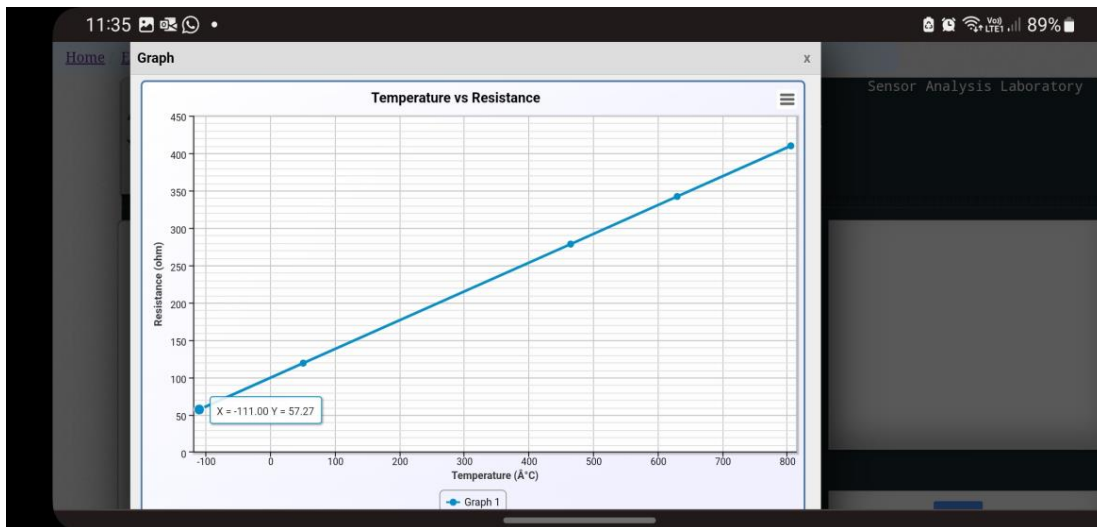 11:35
Vo)) LTE1 89%
Home E
Graph x
Sensor Analysis Laboratory
Temperature vs Resistance
450
400
350
300
250
200
150
100
50
0
Resistance (ohm)
X = -111.00 Y = 57.27
-100 0 100 200 300 400 500 600 700 800
Temperature (Â°C)
Graph 1